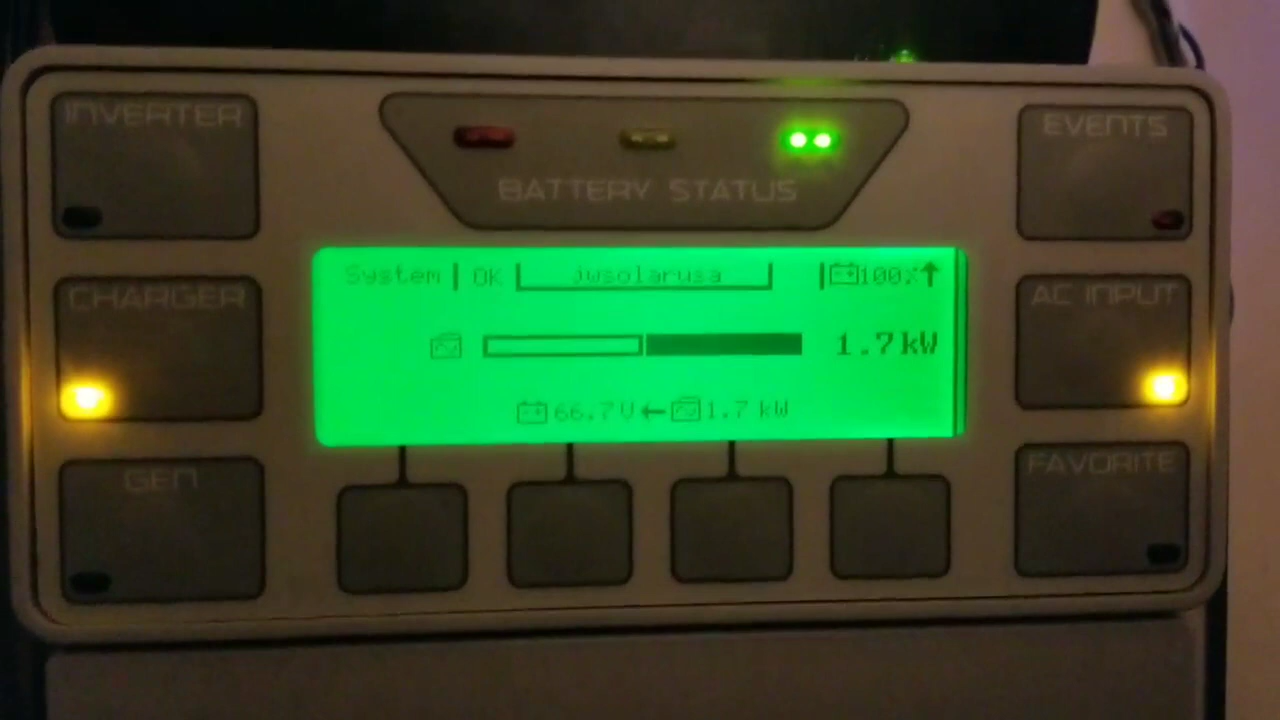 INVERTER
BATTERY STATUS
EVENTS
System OK jwsolarusa 100%
CHARGER
1.7 kW
AC INPUT
66.7V 1.7 kW
GEN
FAVORITE